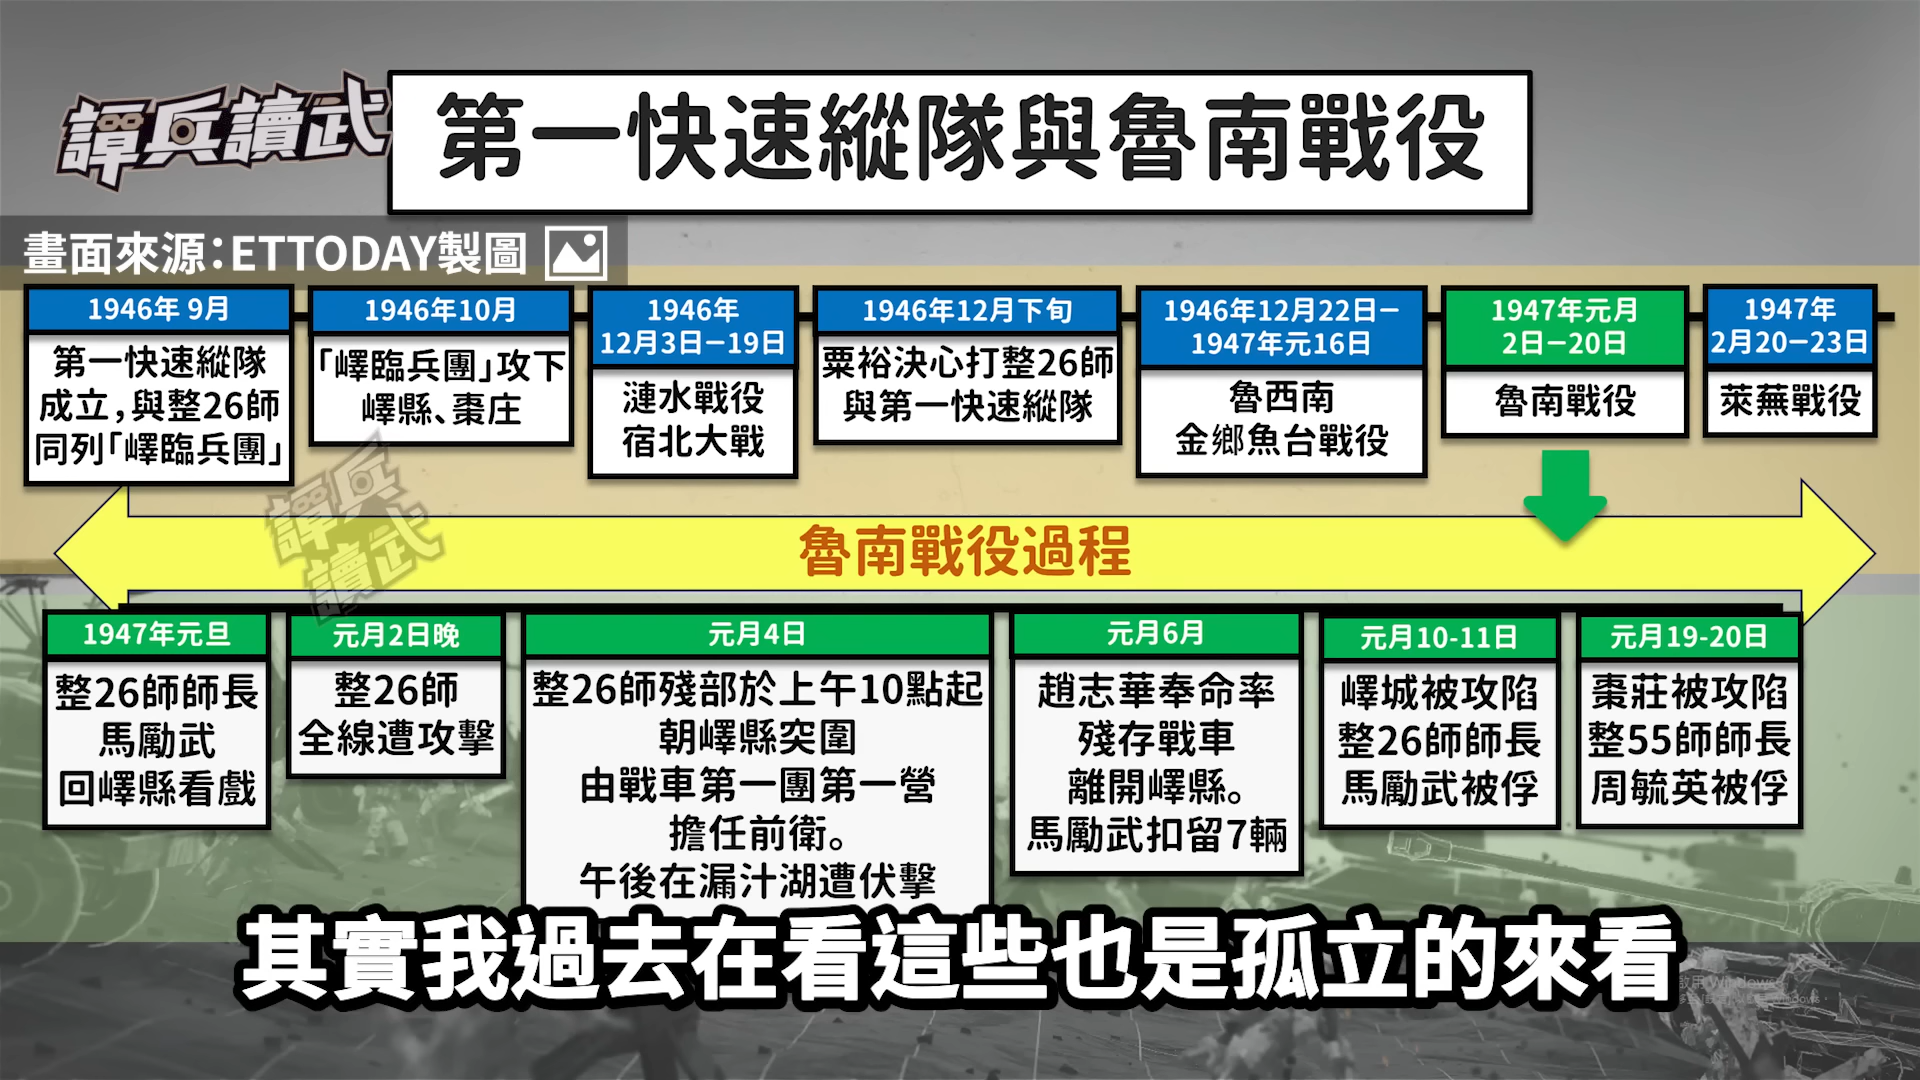 譚兵讀武
第一快速縱隊與魯南戰役
畫面來源：ETTODAY製圖
1946年 9月
第一快速縱隊
成立，與整26師
同列「嶧臨兵團」
1946年10月
「嶧臨兵團」攻下
嶧縣、棗庄
1946年
12月3日–19日
漣水戰役
宿北大戰
1946年12月下旬
粟裕決心打整26師
與第一快速縱隊
1946年12月22日–
1947年元16日
魯西南
金鄉魚台戰役
1947年元月
2日–20日
魯南戰役
1947年
2月20–23日
萊蕪戰役
譚兵
讀武
魯南戰役過程
1947年元旦
整26師師長
馬勵武
回嶧縣看戲
元月2日晚
整26師
全線遭攻擊
元月4日
整26師殘部於上午10點起
朝嶧縣突圍
由戰車第一團第一營
擔任前衛。
午後在漏汁湖遭伏擊
元月6月
趙志華奉命率
殘存戰車
離開嶧縣。
馬勵武扣留7輛
元月10-11日
嶧城被攻陷
整26師師長
馬勵武被俘
元月19-20日
棗莊被攻陷
整55師師長
周毓英被俘
其實我過去在看這些也是孤立的來看
啟用 Windows